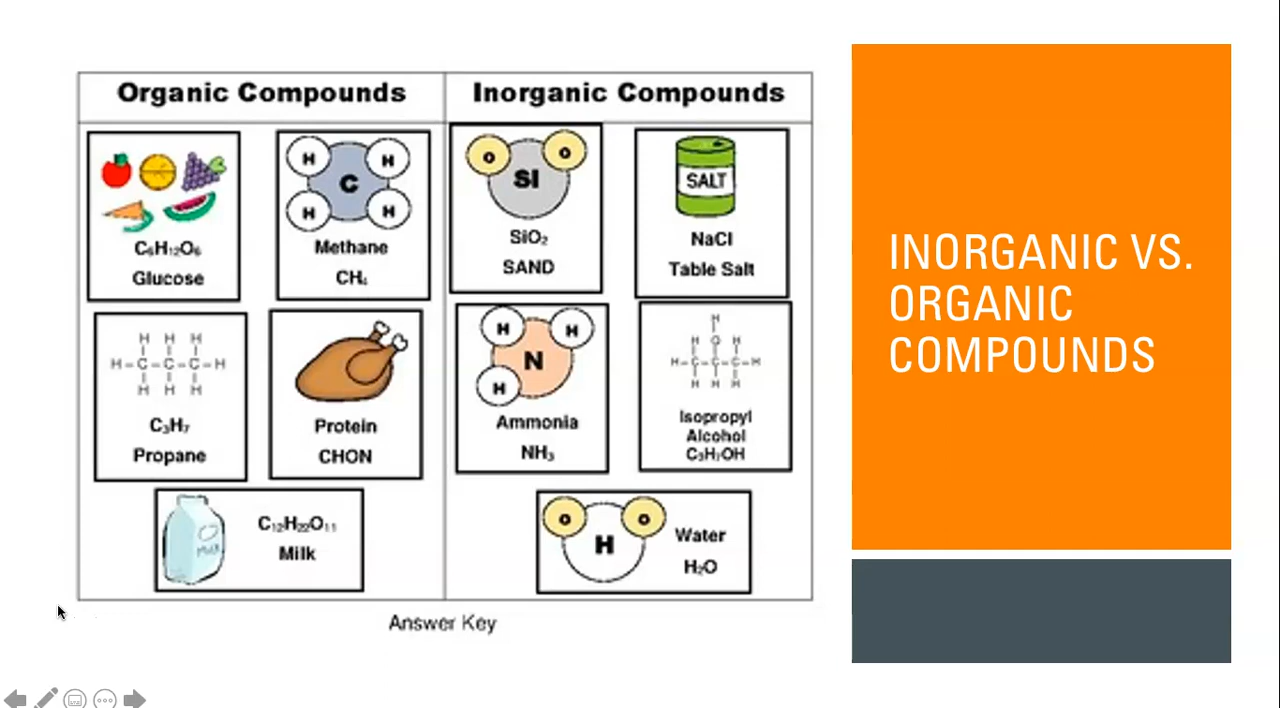 Organic Compounds
Inorganic Compounds
C₆H₁₂O₆
Glucose
H H
C
H H
Methane
CH₄
O O
SI
SiO₂
SAND
SALT
NaCl
Table Salt
H H H
H-C-C-C-H
H H H
C₃H₇
Propane
Protein
CHON
H H
N
H
Ammonia
NH₃
H
H O H
H-C-C-C-H
H H H
Isopropyl
Alcohol
C₃H₇OH
MILK
C₁₂H₂₂O₁₁
Milk
O O
H
Water
H₂O
Answer Key
INORGANIC VS.
ORGANIC
COMPOUNDS